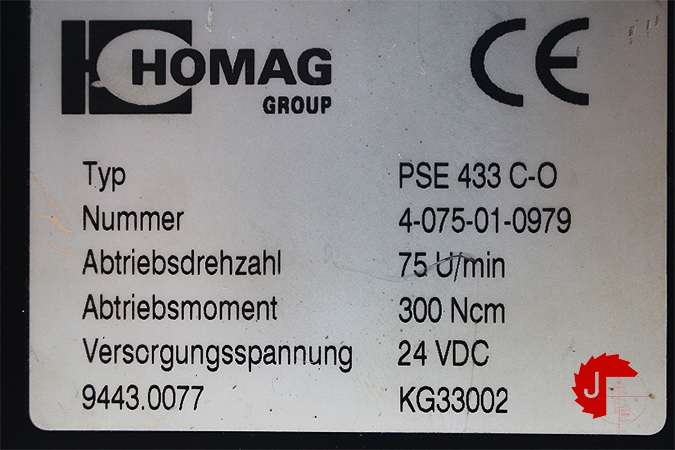 HOMAG
GROUP
CE
Typ PSE 433 C-O
Nummer 4-075-01-0979
Abtriebsdrehzahl 75 U/min
Abtriebsmoment 300 Ncm
Versorgungsspannung 24 VDC
9443.0077 KG33002
J